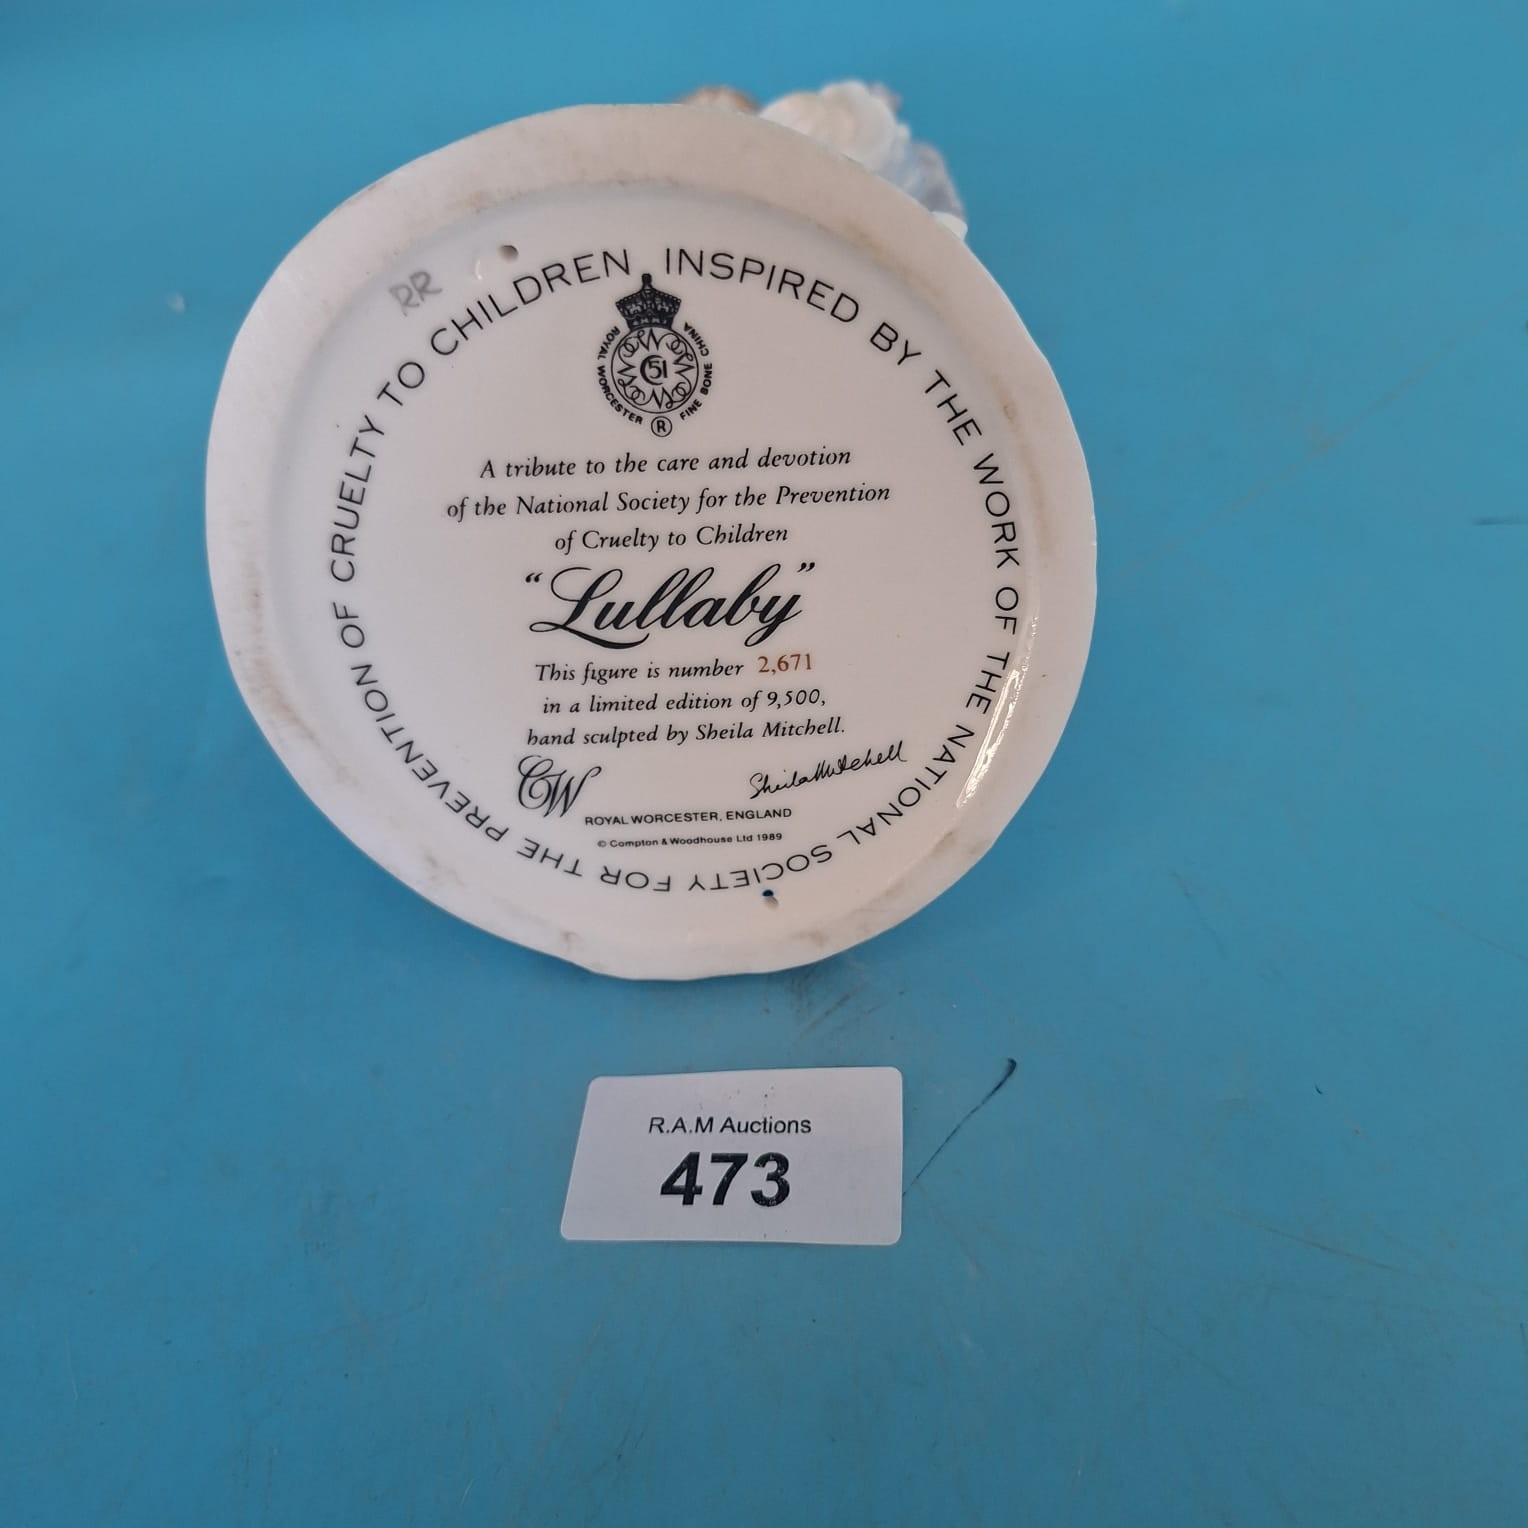 INSPIRED BY THE WORK OF THE NATIONAL SOCIETY FOR THE PREVENTION OF CRUELTY TO CHILDREN
RR
ROYAL WORCESTER FINE BONE CHINA
51
®
A tribute to the care and devotion
of the National Society for the Prevention
of Cruelty to Children
“Lullaby”
This figure is number 2,671
in a limited edition of 9,500,
hand sculpted by Sheila Mitchell.
CW
Sheila Mitchell
ROYAL WORCESTER, ENGLAND
© Compton & Woodhouse Ltd 1989
R.A.M Auctions
473